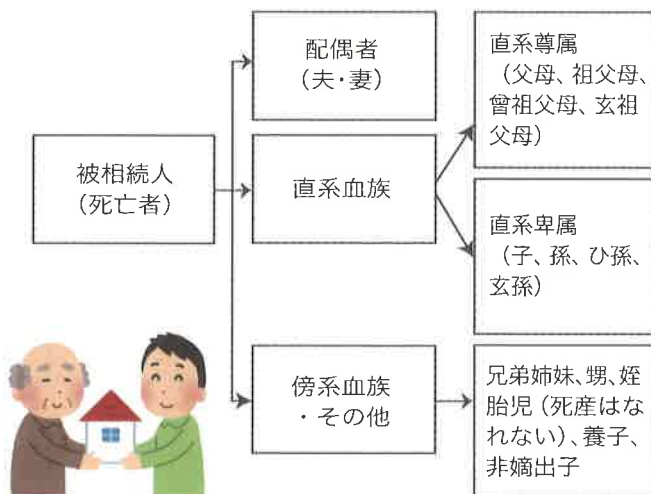 被相続人
(死亡者)
配偶者
(夫・妻)
直系血族
傍系血族
・その他
直系尊属
(父母、祖父母、
曾祖父母、玄祖
父母)
直系卑属
(子、孫、ひ孫、
玄孫)
兄弟姉妹、甥、姪
胎児(死産はな
れない)、養子、
非嫡出子